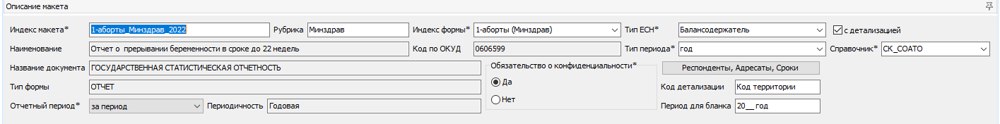 Описание макета
Индекс макета* 1-аборты_Минздрав_2022 Рубрика Минздрав Индекс формы* 1-аборты (Минздрав) Тип ЕСН* Балансодержатель с детализацией
Наименование Отчет о прерывании беременности в сроке до 22 недель Код по ОКУД 0606599 Тип периода* год Справочник* СК_СОАТО
Название документа ГОСУДАРСТВЕННАЯ СТАТИСТИЧЕСКАЯ ОТЧЕТНОСТЬ Обязательство о конфиденциальности* Респонденты, Адресаты, Сроки
Тип формы ОТЧЕТ Да Код детализации Код территории
Отчетный период* за период Периодичность Годовая Нет Период для бланка 20__ год